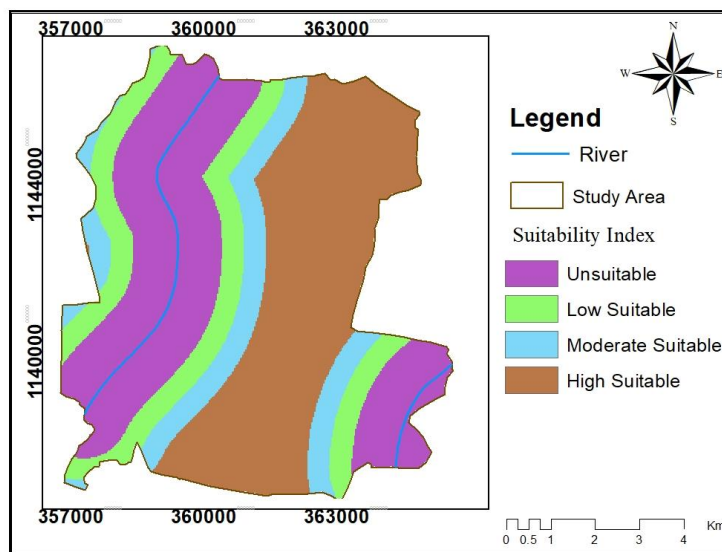 357000 360000 363000
N
W E
S
1144000
1140000
357000 360000 363000
Legend
River
Study Area
Suitability Index
Unsuitable
Low Suitable
Moderate Suitable
High Suitable
0 0.5 1 2 3 4
Km